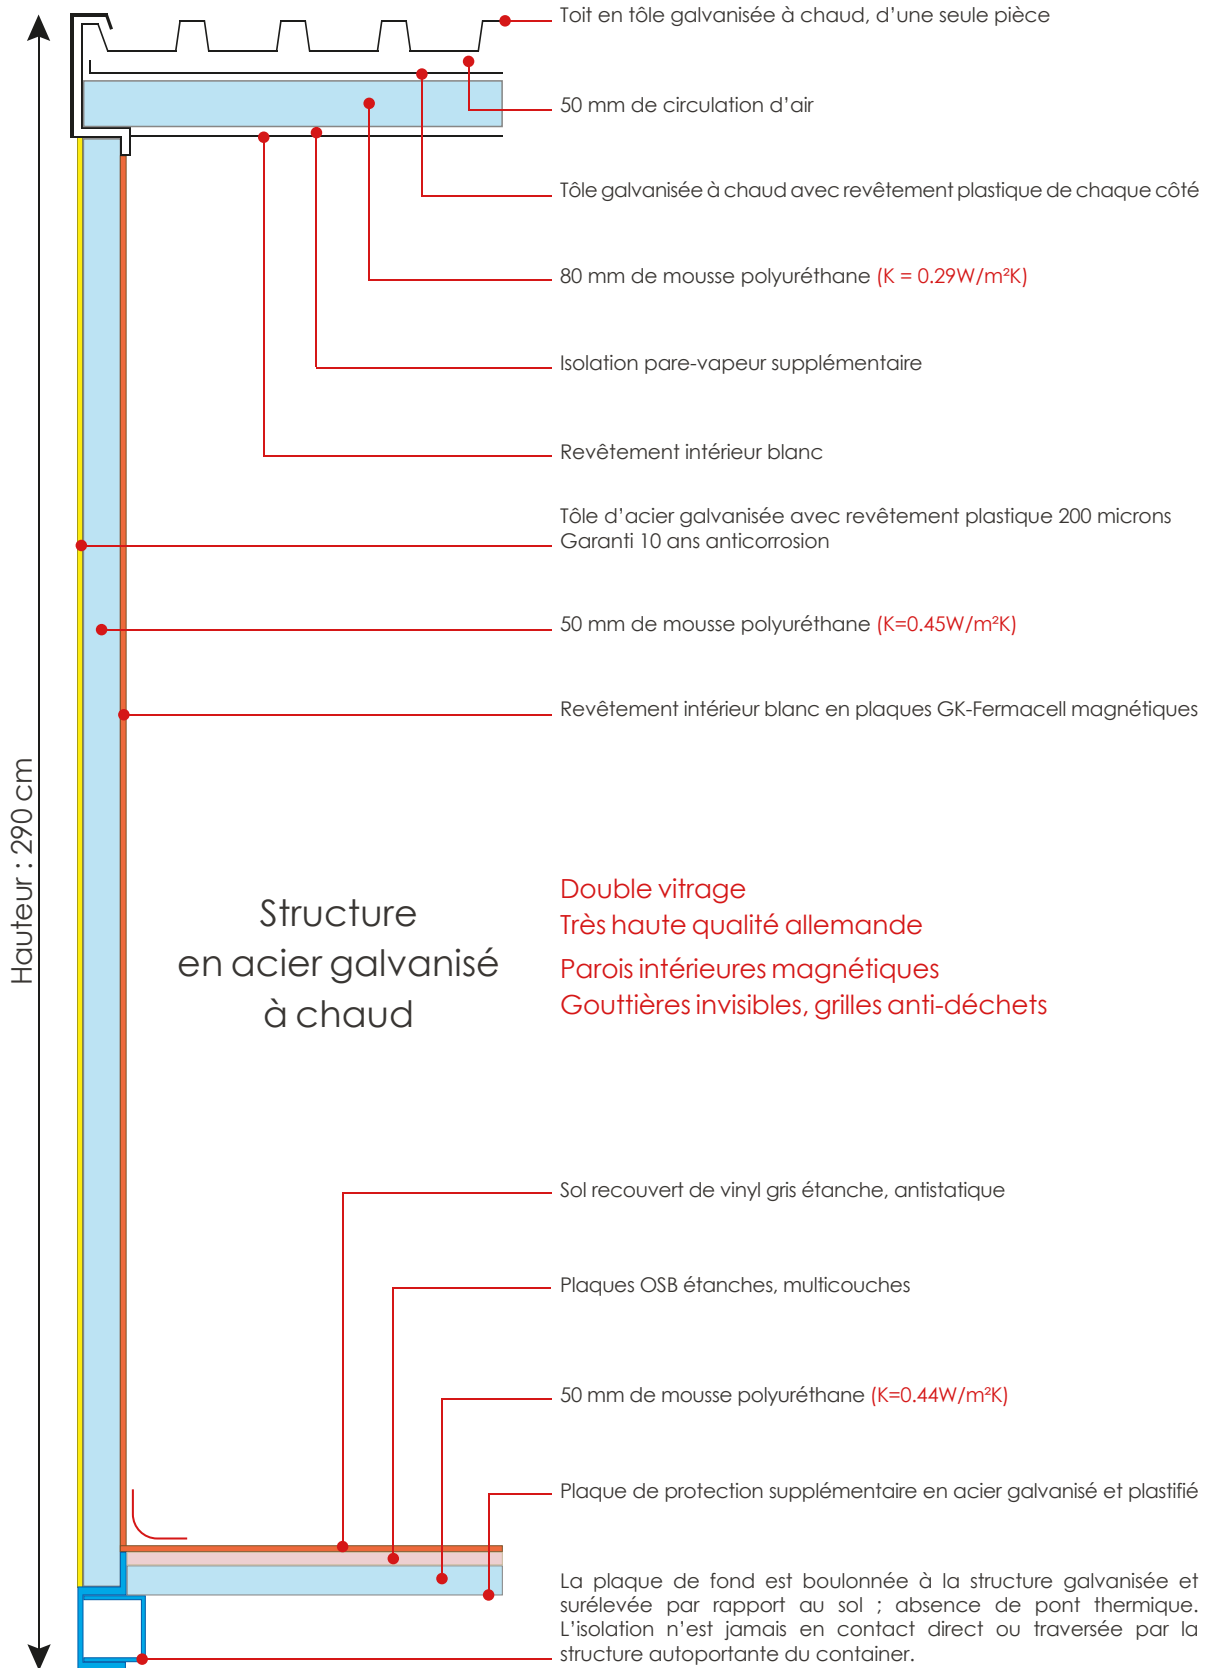 Toit en tôle galvanisée à chaud, d’une seule pièce
50 mm de circulation d’air
Tôle galvanisée à chaud avec revêtement plastique de chaque côté
80 mm de mousse polyuréthane (K = 0.29W/m²K)
Isolation pare-vapeur supplémentaire
Revêtement intérieur blanc
Tôle d’acier galvanisée avec revêtement plastique 200 microns
Garanti 10 ans anticorrosion
50 mm de mousse polyuréthane (K=0.45W/m²K)
Revêtement intérieur blanc en plaques GK-Fermacell magnétiques
Hauteur : 290 cm
Structure
en acier galvanisé
à chaud
Double vitrage
Très haute qualité allemande
Parois intérieures magnétiques
Gouttières invisibles, grilles anti-déchets
Sol recouvert de vinyl gris étanche, antistatique
Plaques OSB étanches, multicouches
50 mm de mousse polyuréthane (K=0.44W/m²K)
Plaque de protection supplémentaire en acier galvanisé et plastifié
La plaque de fond est boulonnée à la structure galvanisée et
surélevée par rapport au sol ; absence de pont thermique.
L’isolation n’est jamais en contact direct ou traversée par la
structure autoportante du container.